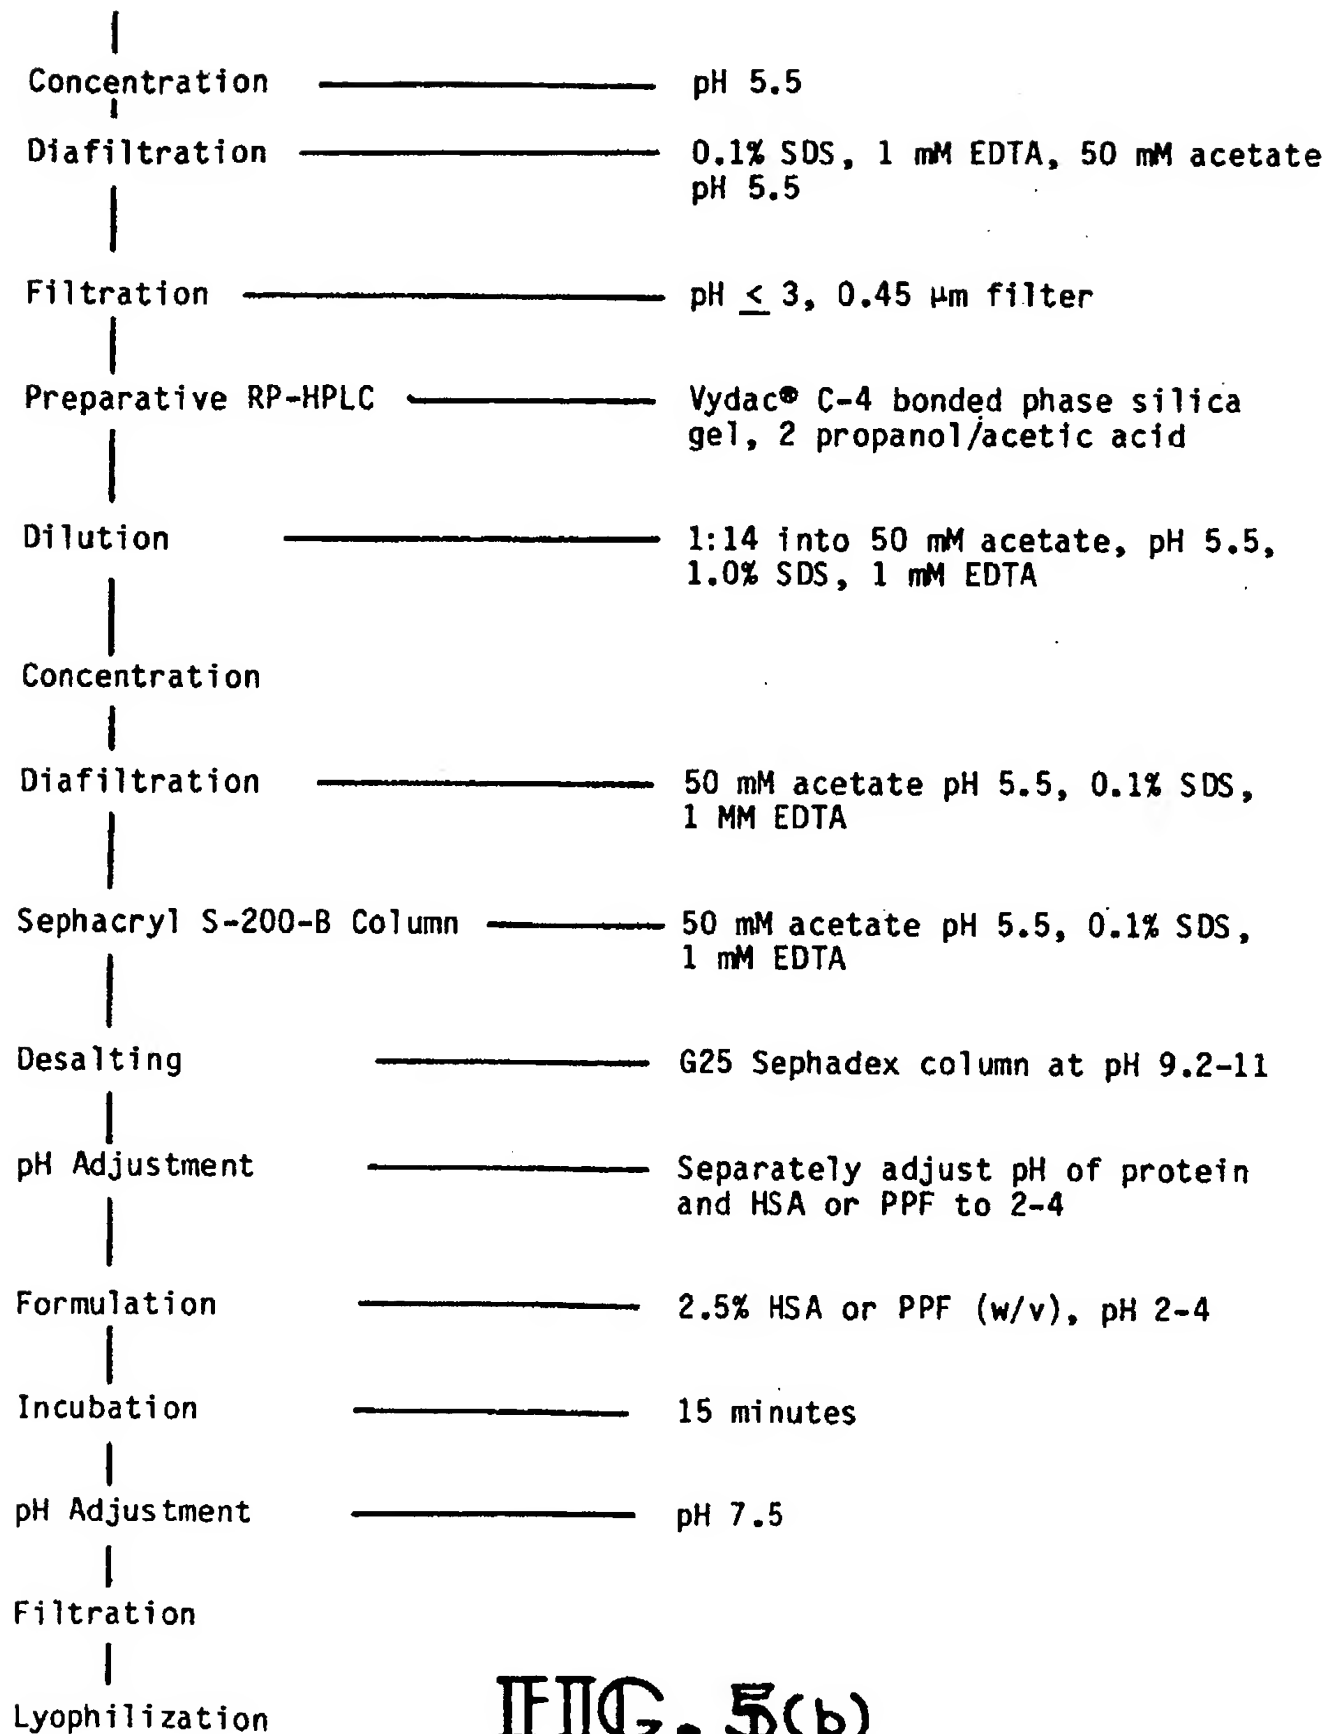 Concentration pH 5.5
Diafiltration 0.1% SDS, 1 mM EDTA, 50 mM acetate
pH 5.5
Filtration pH ≤ 3, 0.45 µm filter
Preparative RP-HPLC Vydac® C-4 bonded phase silica
gel, 2 propanol/acetic acid
Dilution 1:14 into 50 mM acetate, pH 5.5,
1.0% SDS, 1 mM EDTA
Concentration
Diafiltration 50 mM acetate pH 5.5, 0.1% SDS,
1 MM EDTA
Sephacryl S-200-B Column 50 mM acetate pH 5.5, 0.1% SDS,
1 mM EDTA
Desalting G25 Sephadex column at pH 9.2-11
pH Adjustment Separately adjust pH of protein
and HSA or PPF to 2-4
Formulation 2.5% HSA or PPF (w/v), pH 2-4
Incubation 15 minutes
pH Adjustment pH 7.5
Filtration
Lyophilization
FIG. 5(b)